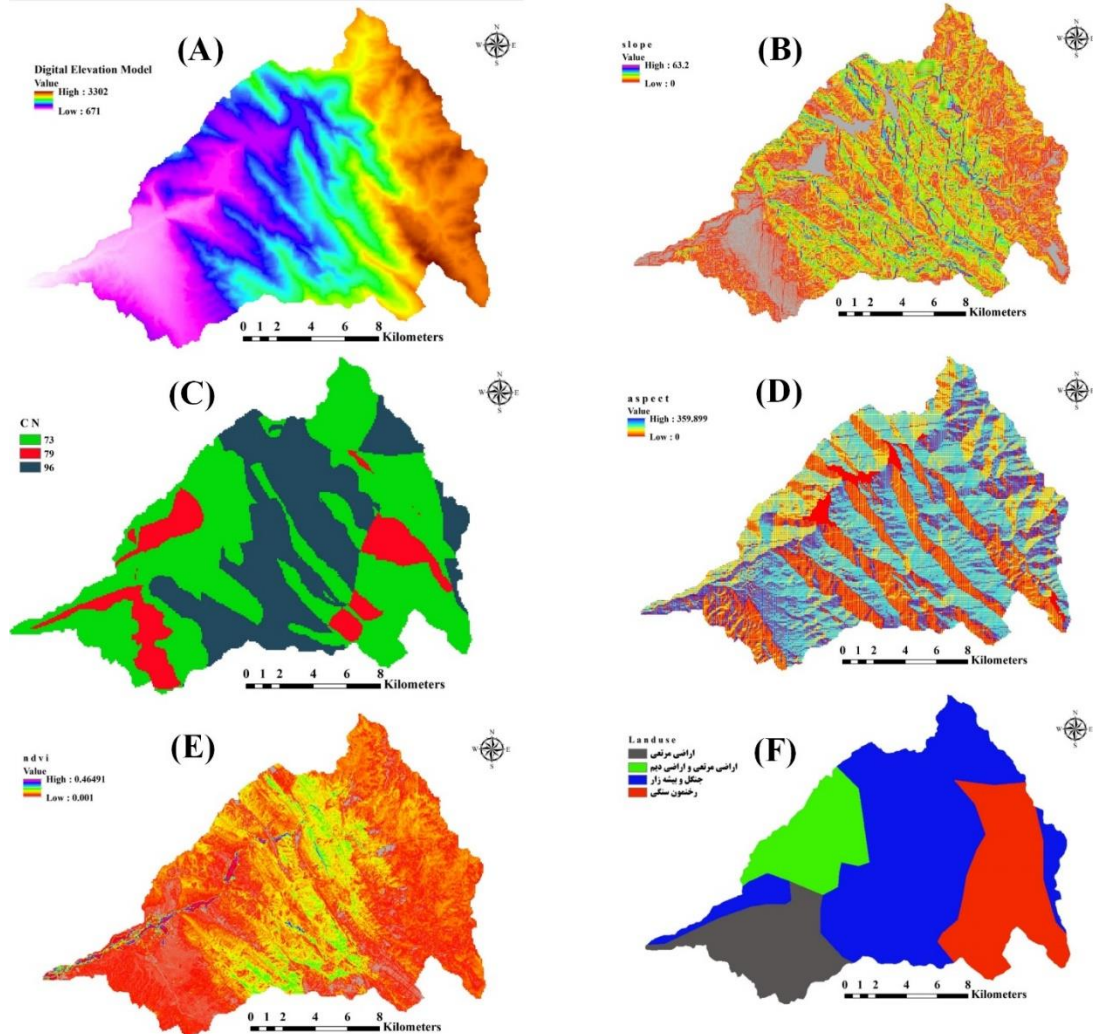 (A)
N
W E
S
Digital Elevation Model
Value
High : 3302
Low : 671
0 1 2 4 6 8
Kilometers
(B)
N
W E
S
slope
Value
High : 63.2
Low : 0
0 1 2 4 6 8
Kilometers
(C)
N
W E
S
CN
73
79
96
0 1 2 4 6 8
Kilometers
(D)
N
W E
S
aspect
Value
High : 359.899
Low : 0
0 1 2 4 6 8
Kilometers
(E)
N
W E
S
ndvi
Value
High : 0.46491
Low : 0.001
0 1 2 4 6 8
Kilometers
(F)
N
W E
S
Landuse
اراضی مرتعی
اراضی مرتعی و اراضی دیم
جنگل و بیشه زار
رخنمون سنگی
0 1 2 4 6 8
Kilometers